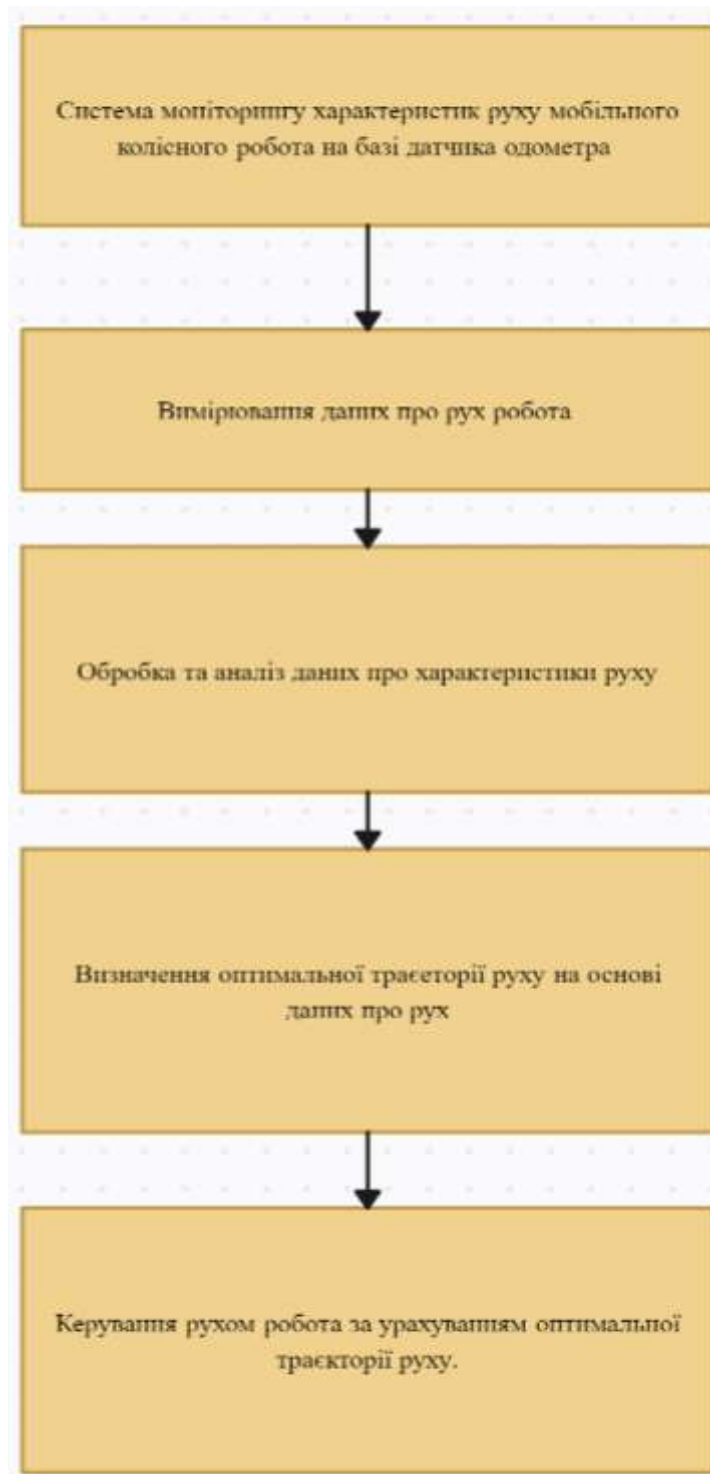 Система моніторингу характеристик руху мобільного
колісного робота на базі датчика одометра
Вимірювання даних про рух робота
Обробка та аналіз даних про характеристики руху
Визначення оптимальної траєеторії руху на основі
даних про рух
Керування рухом робота за урахуванням оптимальної
траєкторії руху.